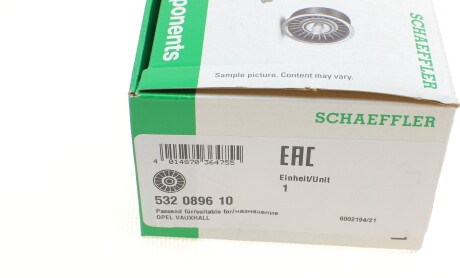 ponents
SCHAEFFLER
Sample picture. Content may vary.
SCHAEFFLER
4 014870 364755
EAC
Einheit/Unit
1
532 0896 10
Passend für/suitable for/
OPEL VAUXHALL
6002194/21